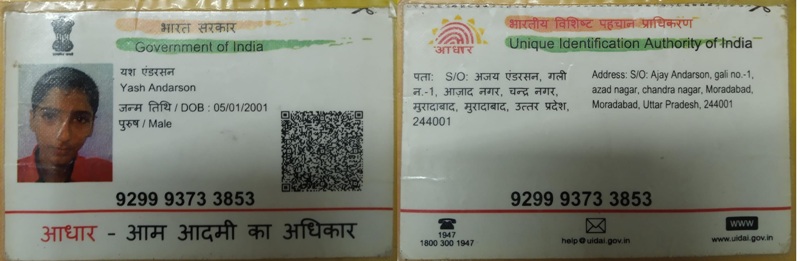 भारत सरकार
Government of India
यश एंडरसन
Yash Andarson
जन्म तिथि / DOB : 05/01/2001
पुरुष / Male
9299 9373 3853
आधार - आम आदमी का अधिकार
आधार
भारतीय विशिष्ट पहचान प्राधिकरण
Unique Identification Authority of India
पता: S/O: अजय एंडरसन, गली
न.-1, आज़ाद नगर, चन्द्र नगर,
मुरादाबाद, मुरादाबाद, उत्तर प्रदेश,
244001
Address: S/O: Ajay Andarson, gali no.-1,
azad nagar, chandra nagar, Moradabad,
Moradabad, Uttar Pradesh, 244001
9299 9373 3853
1947
1800 300 1947
help@uidai.gov.in
www
www.uidai.gov.in